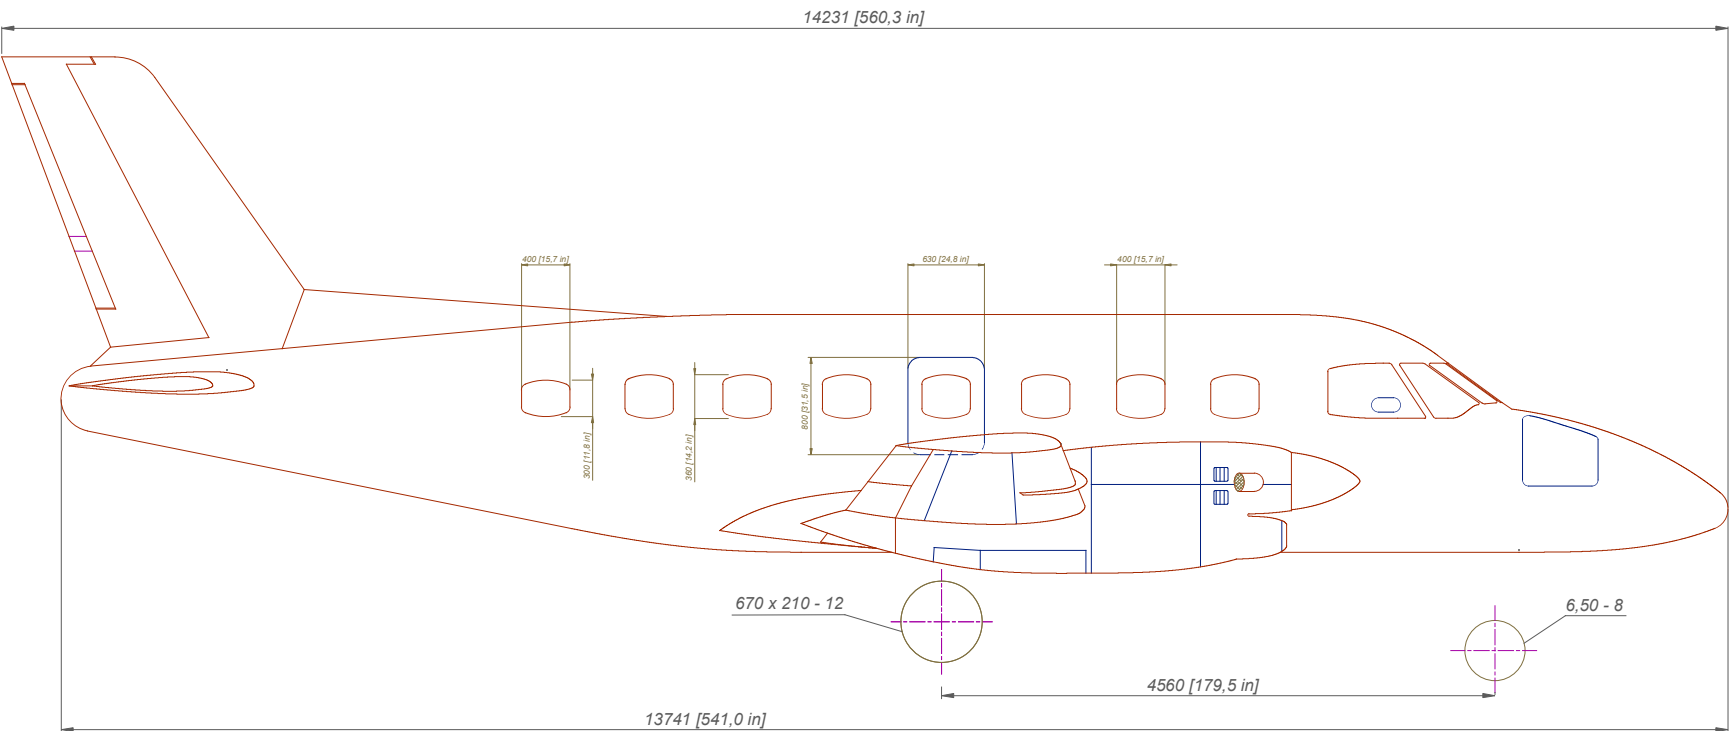 14231 [560,3 in]
400 [15,7 in]
630 [24,8 in]
400 [15,7 in]
800 [31,5 in]
300 [11,8 in]
360 [14,2 in]
670 x 210 - 12
6,50 - 8
4560 [179,5 in]
13741 [541,0 in]